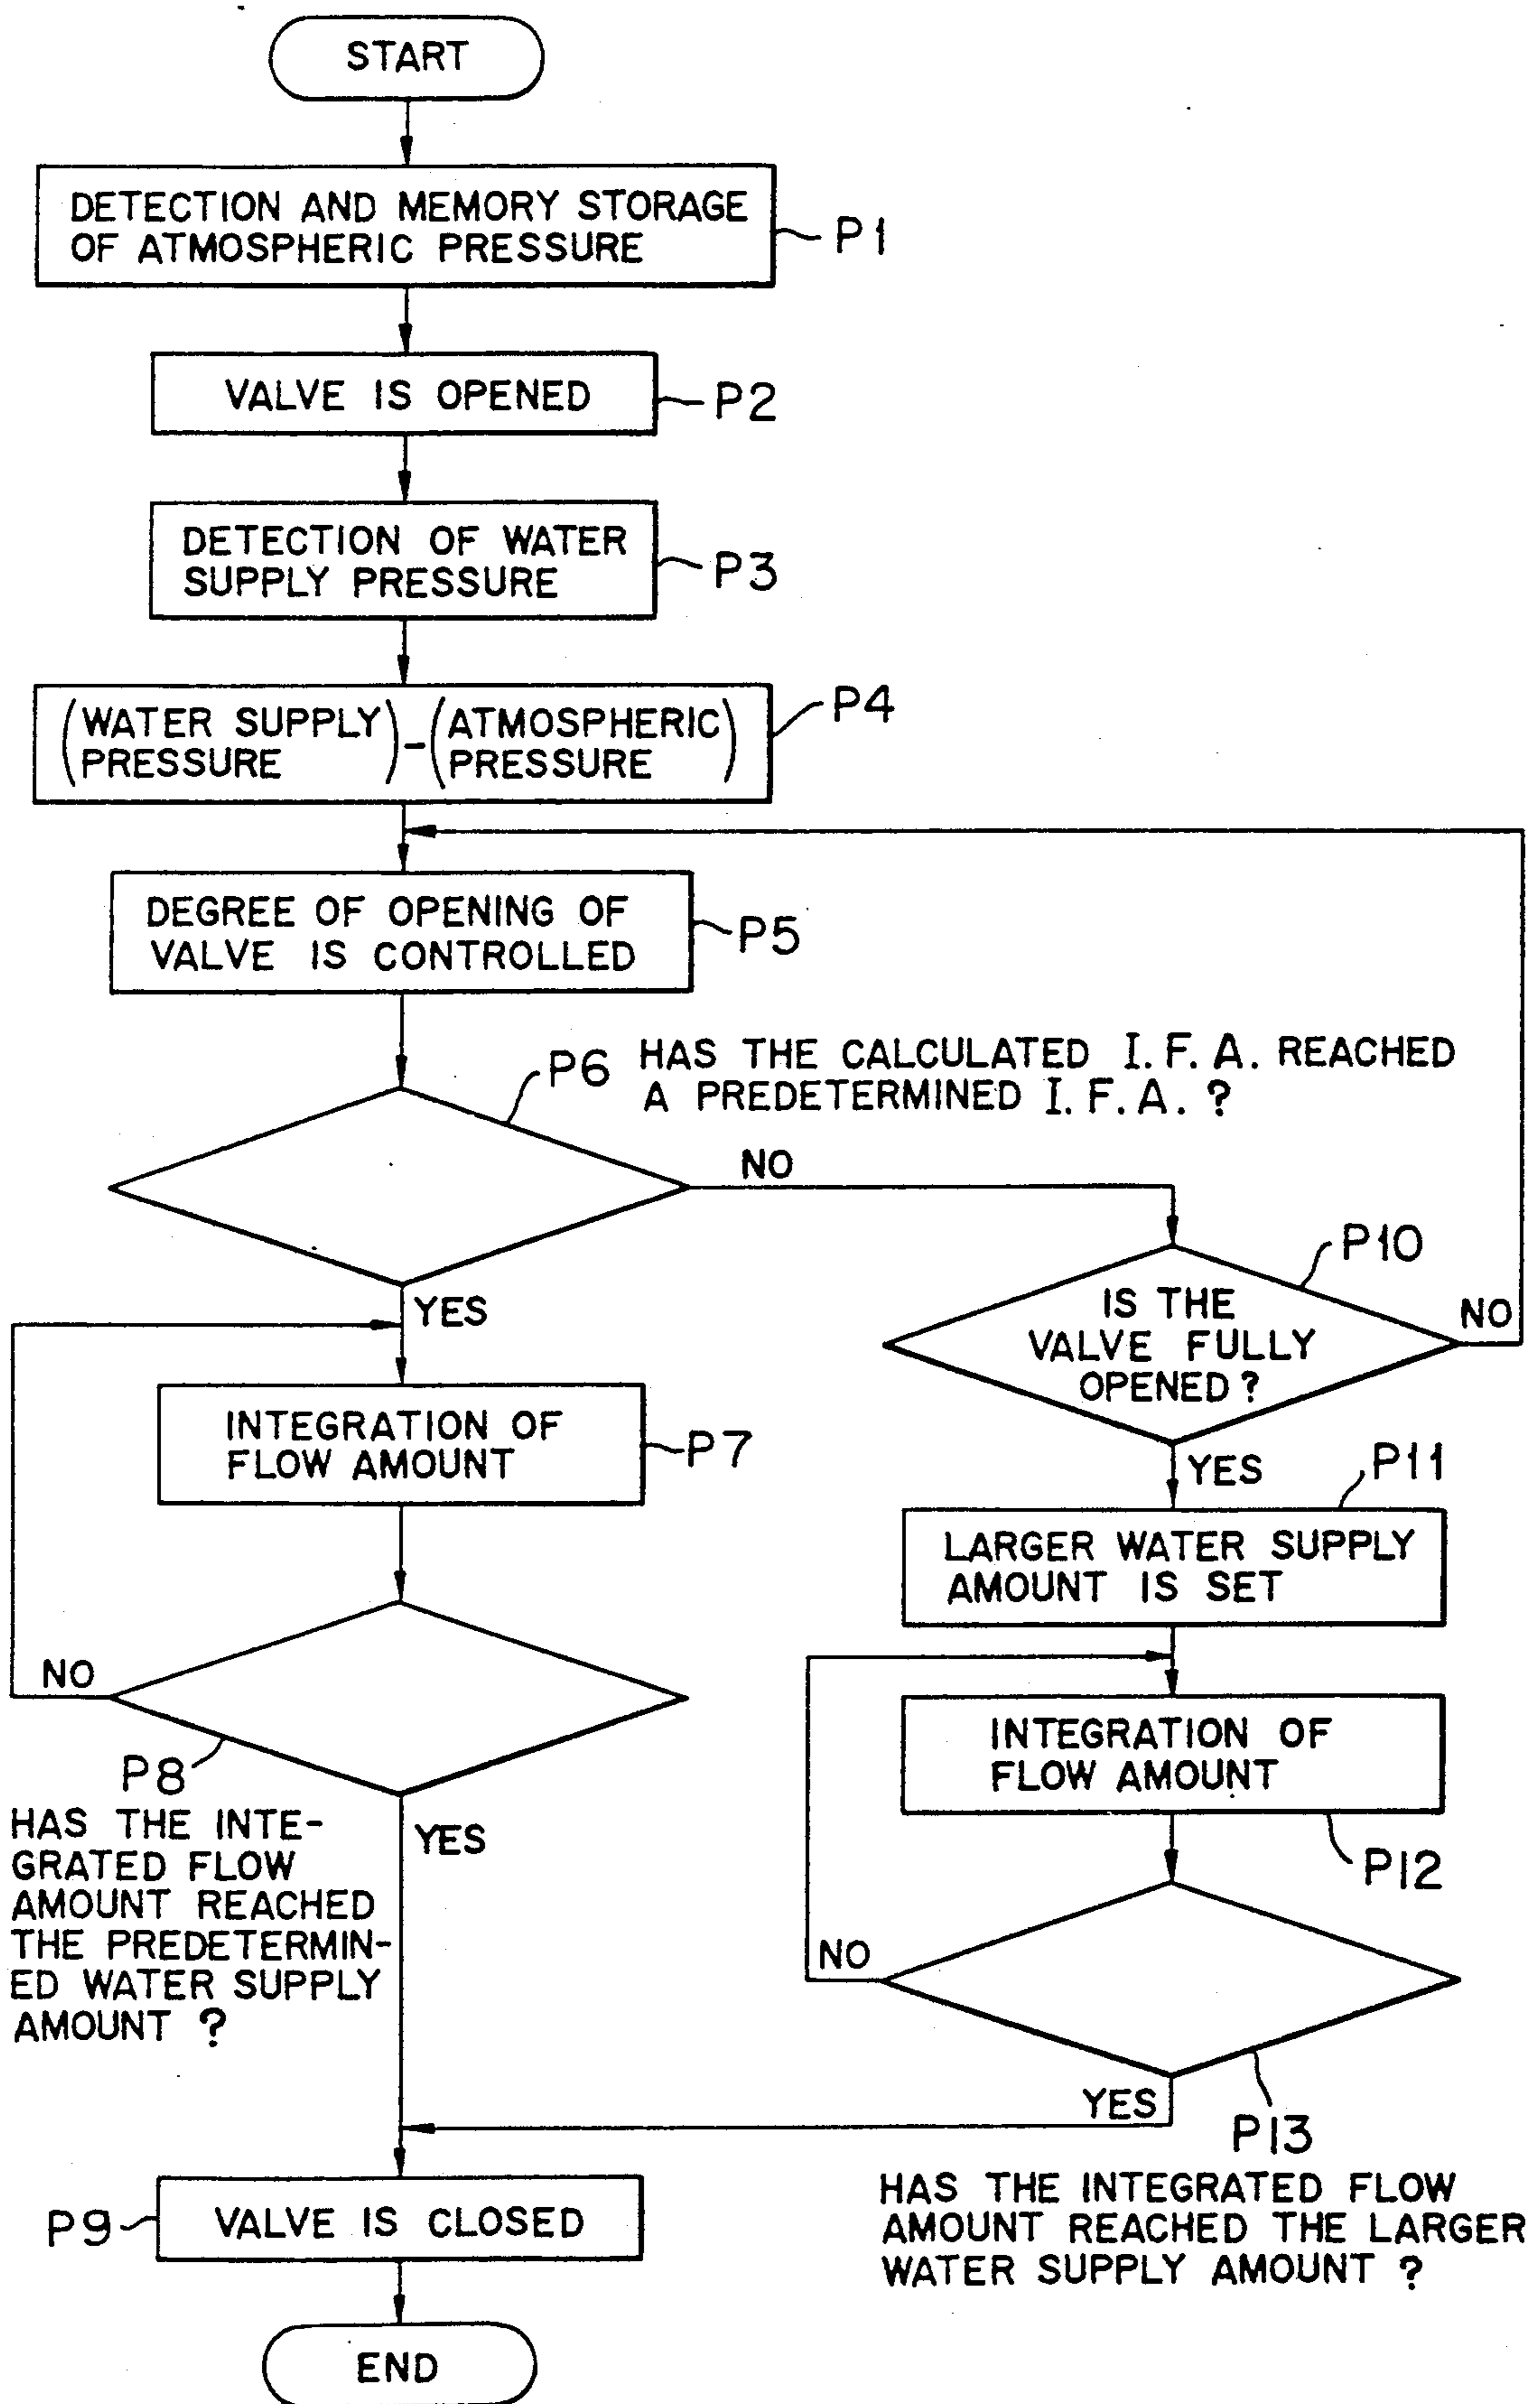 START
DETECTION AND MEMORY STORAGE
OF ATMOSPHERIC PRESSURE
P1
VALVE IS OPENED
P2
DETECTION OF WATER
SUPPLY PRESSURE
P3
(WATER SUPPLY PRESSURE) - (ATMOSPHERIC PRESSURE)
P4
DEGREE OF OPENING OF
VALVE IS CONTROLLED
P5
P6
HAS THE CALCULATED I.F.A. REACHED
A PREDETERMINED I.F.A. ?
NO
YES
P10
IS THE
VALVE FULLY
OPENED ?
NO
YES
INTEGRATION OF
FLOW AMOUNT
P7
P11
LARGER WATER SUPPLY
AMOUNT IS SET
NO
P8
HAS THE INTE-
GRATED FLOW
AMOUNT REACHED
THE PREDETERMIN-
ED WATER SUPPLY
AMOUNT ?
YES
INTEGRATION OF
FLOW AMOUNT
P12
NO
YES
P13
HAS THE INTEGRATED FLOW
AMOUNT REACHED THE LARGER
WATER SUPPLY AMOUNT ?
P9
VALVE IS CLOSED
END